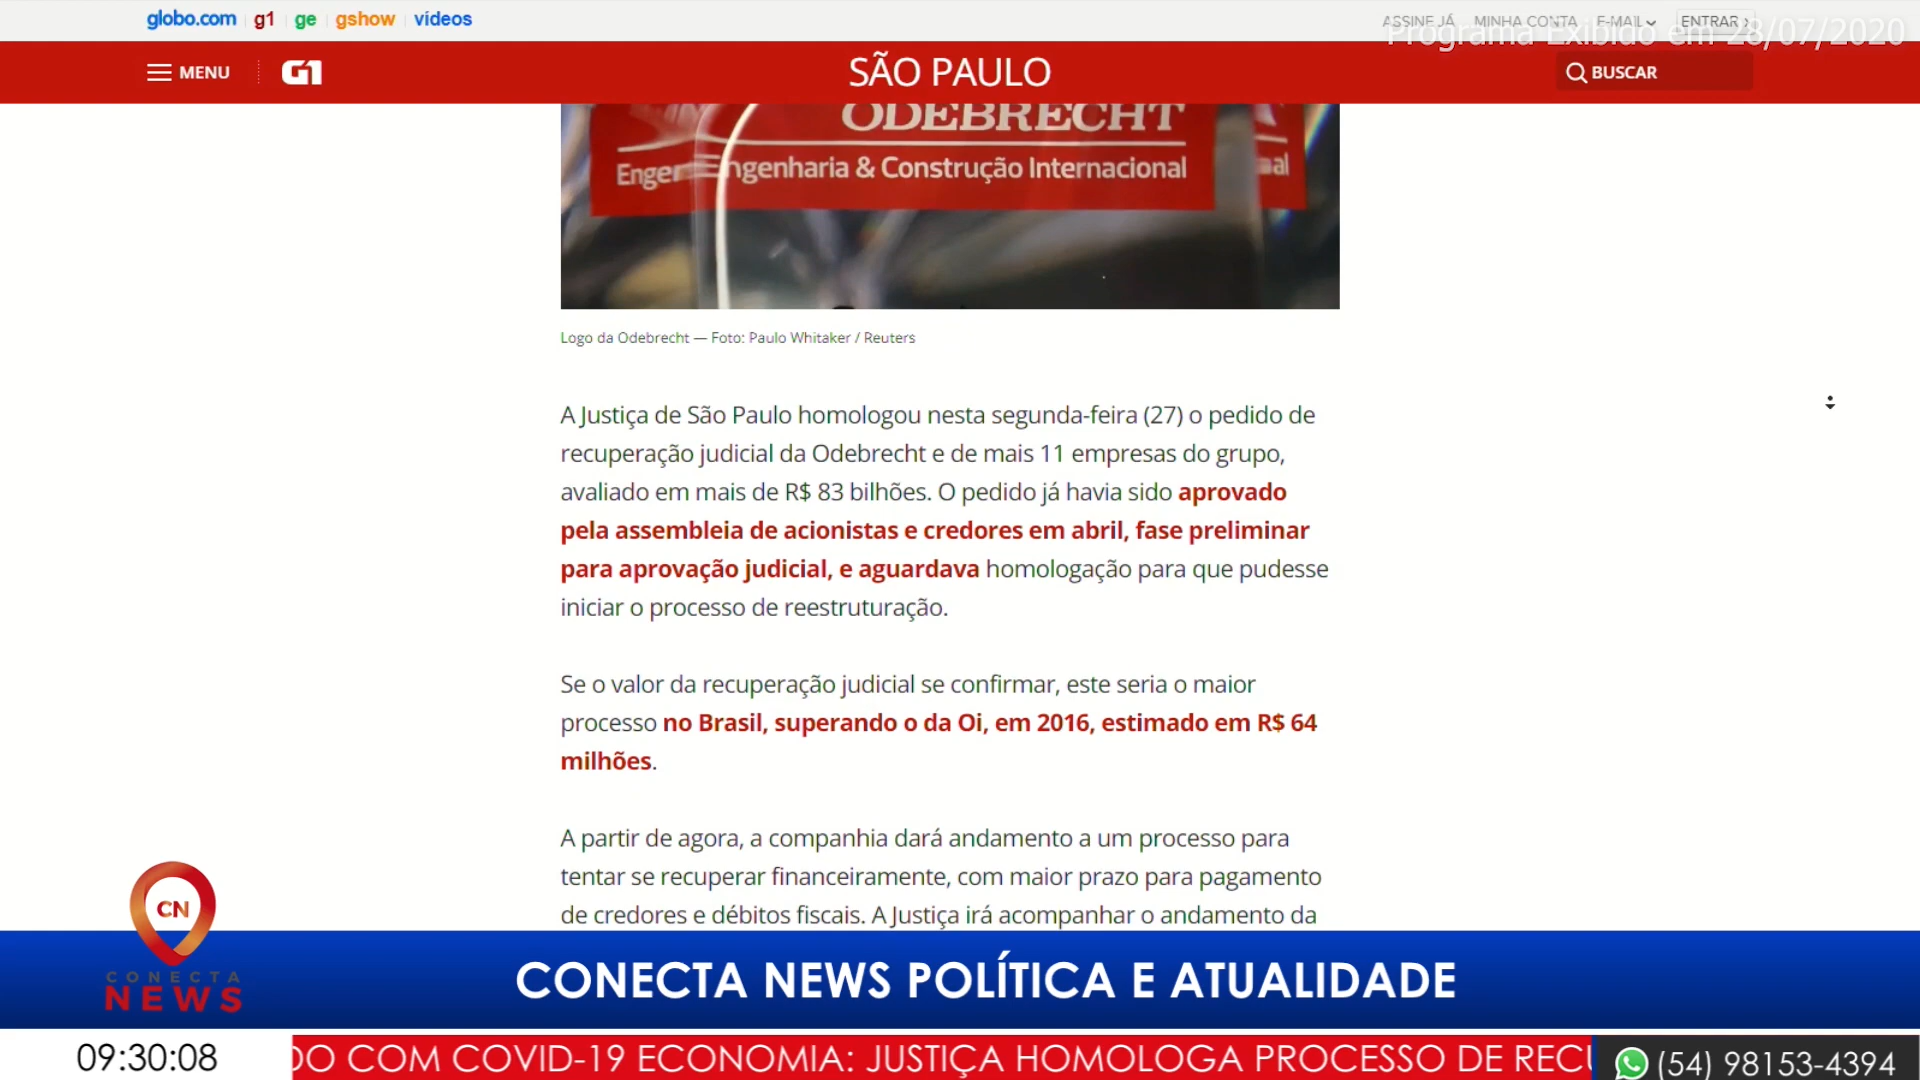 globo.com g1 ge gshow vídeos
ASSINE JÁ MINHA CONTA E-MAIL ENTRAR ›
Programa Exibido em 28/07/2020
MENU G1 SÃO PAULO BUSCAR
ODEBRECHT
Engenharia & Construção Internacional
Logo da Odebrecht — Foto: Paulo Whitaker / Reuters
A Justiça de São Paulo homologou nesta segunda-feira (27) o pedido de
recuperação judicial da Odebrecht e de mais 11 empresas do grupo,
avaliado em mais de R$ 83 bilhões. O pedido já havia sido aprovado
pela assembleia de acionistas e credores em abril, fase preliminar
para aprovação judicial, e aguardava homologação para que pudesse
iniciar o processo de reestruturação.
Se o valor da recuperação judicial se confirmar, este seria o maior
processo no Brasil, superando o da Oi, em 2016, estimado em R$ 64
milhões.
A partir de agora, a companhia dará andamento a um processo para
tentar se recuperar financeiramente, com maior prazo para pagamento
de credores e débitos fiscais. A Justiça irá acompanhar o andamento da
CN
CONECTA
NEWS
CONECTA NEWS POLÍTICA E ATUALIDADE
09:30:08
DO COM COVID-19 ECONOMIA: JUSTIÇA HOMOLOGA PROCESSO DE RECU
(54) 98153-4394